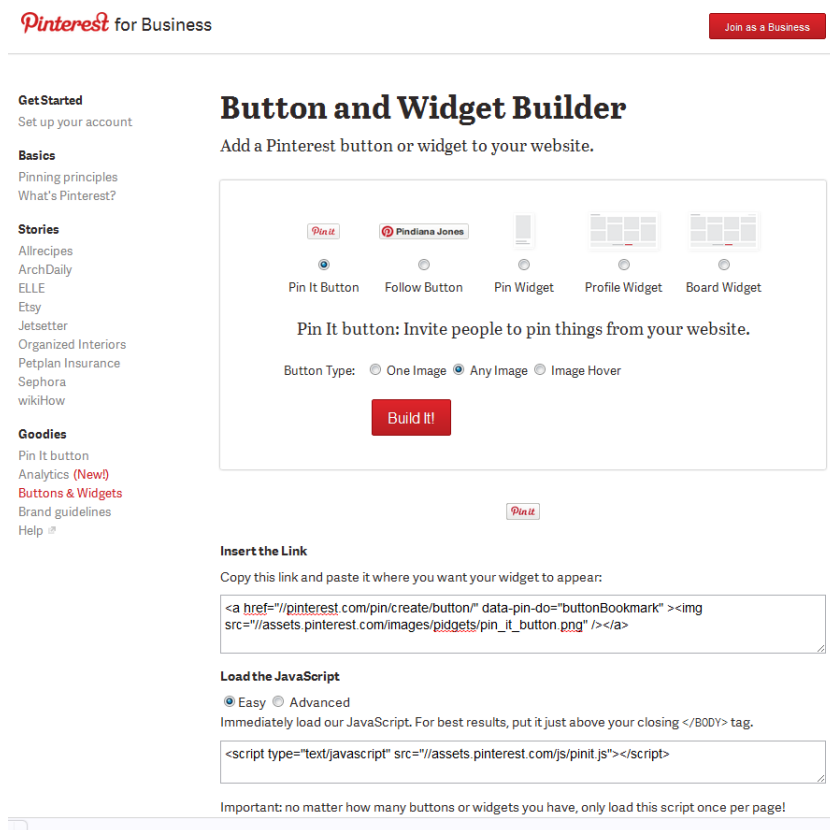 Pinterest for Business
Join as a Business
Get Started
Set up your account
Basics
Pinning principles
What's Pinterest?
Stories
Allrecipes
ArchDaily
ELLE
Etsy
Jetsetter
Organized Interiors
Petplan Insurance
Sephora
wikiHow
Goodies
Pin It button
Analytics (New!)
Buttons & Widgets
Brand guidelines
Help
Button and Widget Builder
Add a Pinterest button or widget to your website.
Pin it
Pindiana Jones
Pin It Button
Follow Button
Pin Widget
Profile Widget
Board Widget
Pin It button: Invite people to pin things from your website.
Button Type: One Image Any Image Image Hover
Build It!
Pin it
Insert the Link
Copy this link and paste it where you want your widget to appear:
<a href="//pinterest.com/pin/create/button/" data-pin-do="buttonBookmark" ><img
src="//assets.pinterest.com/images/pidgets/pin_it_button.png" /></a>
Load the JavaScript
Easy Advanced
Immediately load our JavaScript. For best results, put it just above your closing </BODY> tag.
<script type="text/javascript" src="//assets.pinterest.com/js/pinit.js"></script>
Important: no matter how many buttons or widgets you have, only load this script once per page!